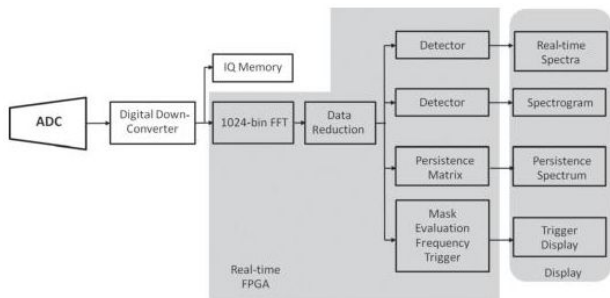 ADC
Digital Down-
Converter
IQ Memory
1024-bin FFT
Data
Reduction
Detector
Detector
Persistence
Matrix
Mask
Evaluation
Frequency
Trigger
Real-time
Spectra
Spectrogram
Persistence
Spectrum
Trigger
Display
Real-time
FPGA
Display